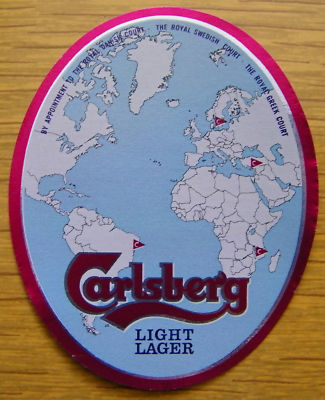 BY APPOINTMENT TO THE ROYAL DANISH COURT · THE ROYAL SWEDISH COURT · THE ROYAL GREEK COURT
C
C
C
C
Carlsberg
LIGHT
LAGER